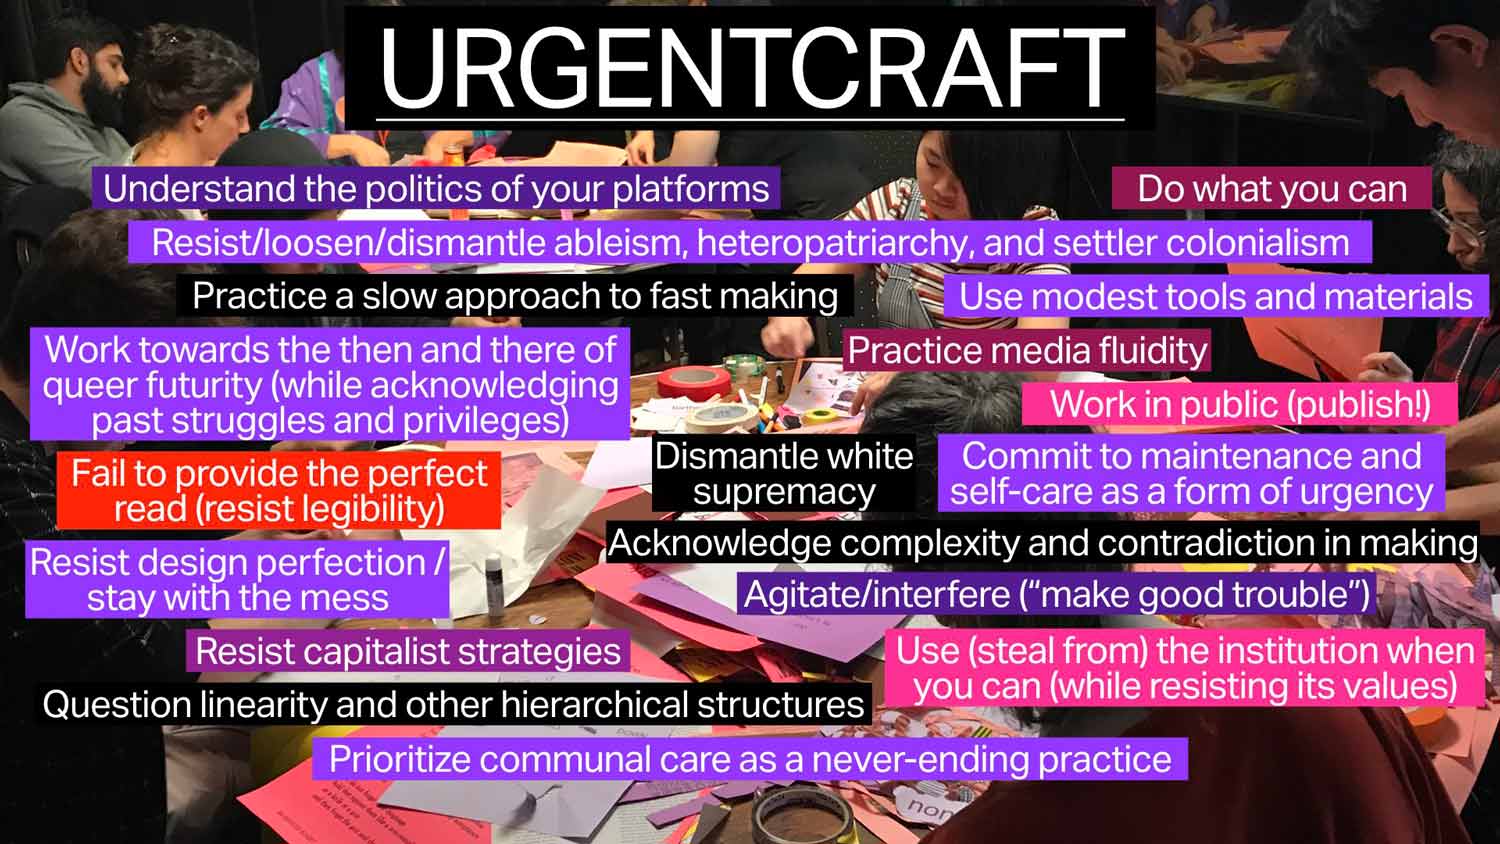 URGENTCRAFT
Understand the politics of your platforms
Do what you can
Resist/loosen/dismantle ableism, heteropatriarchy, and settler colonialism
Practice a slow approach to fast making
Use modest tools and materials
Work towards the then and there of
queer futurity (while acknowledging
past struggles and privileges)
Practice media fluidity
Work in public (publish!)
Dismantle white
supremacy
Commit to maintenance and
self-care as a form of urgency
Fail to provide the perfect
read (resist legibility)
Acknowledge complexity and contradiction in making
Resist design perfection /
stay with the mess
Agitate/interfere (“make good trouble”)
Resist capitalist strategies
Use (steal from) the institution when
you can (while resisting its values)
Question linearity and other hierarchical structures
Prioritize communal care as a never-ending practice
non